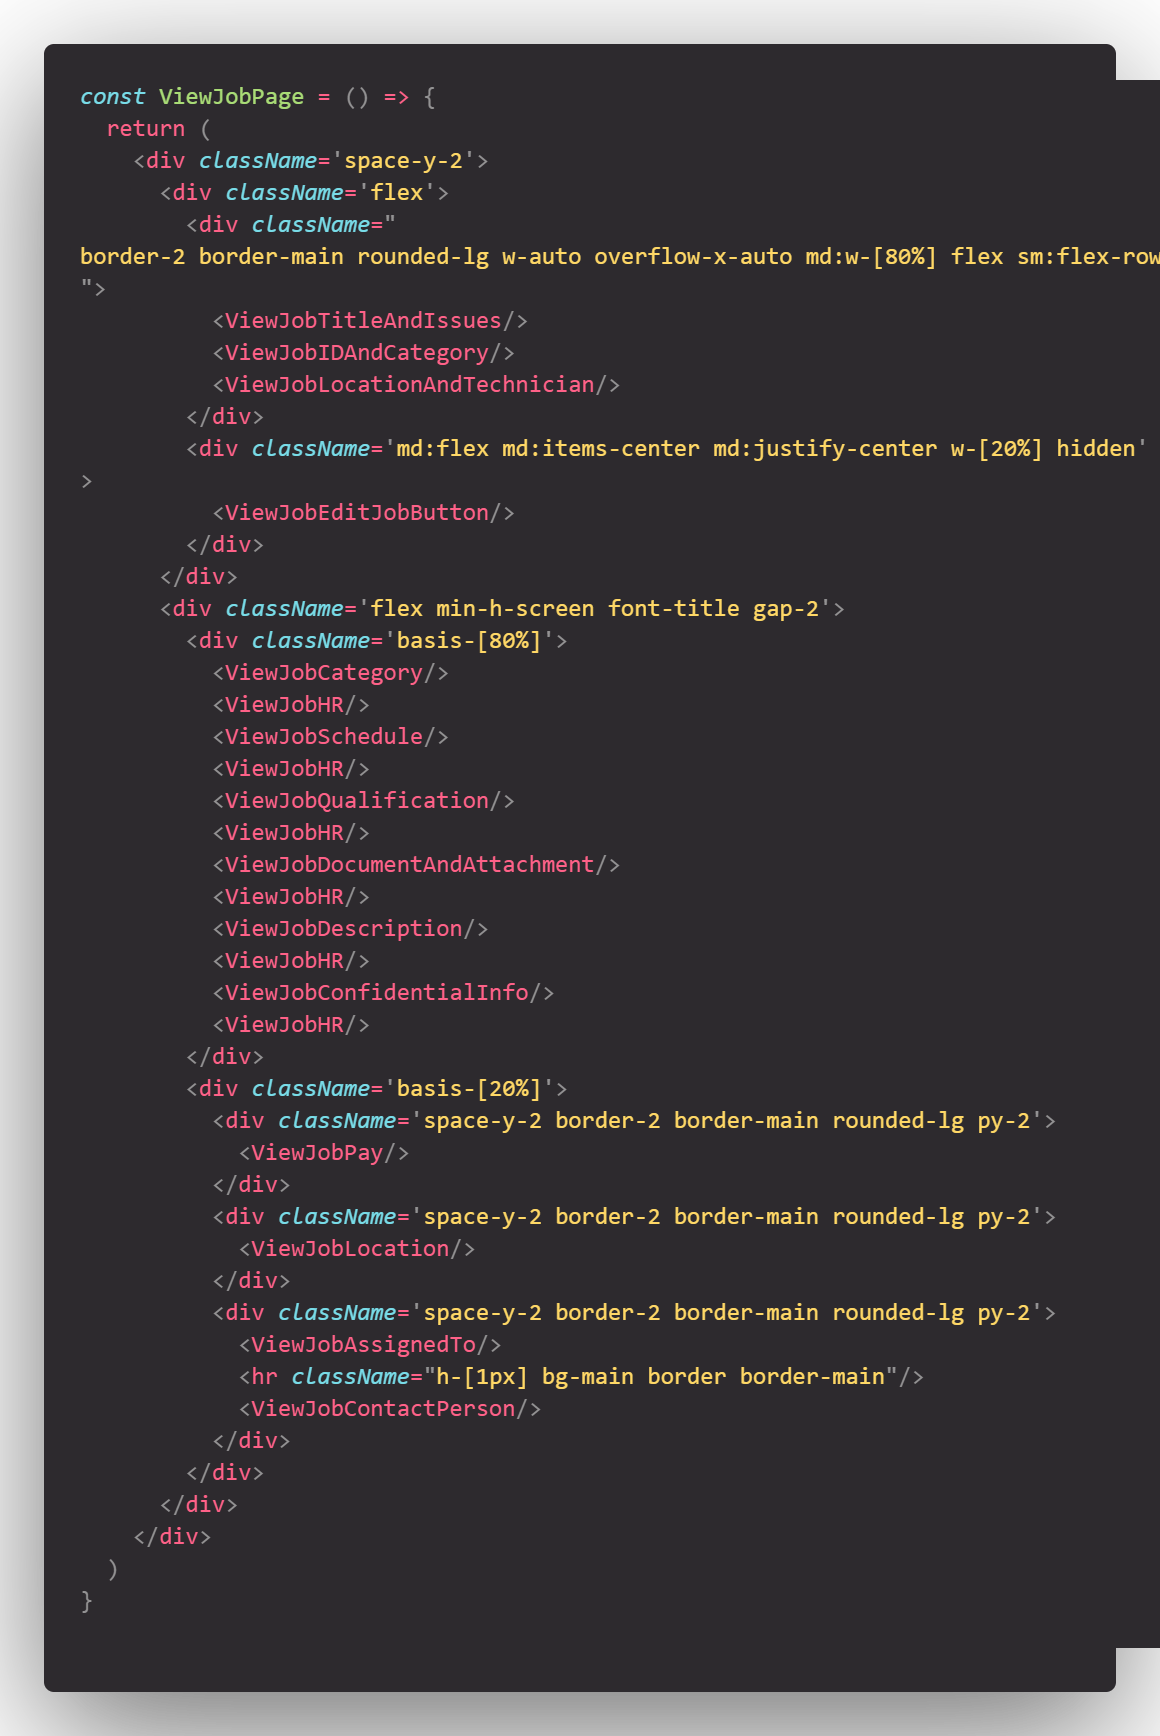 const ViewJobPage = () => {
  return (
    <div className='space-y-2'>
      <div className='flex'>
        <div className="
border-2 border-main rounded-lg w-auto overflow-x-auto md:w-[80%] flex sm:flex-row
">
          <ViewJobTitleAndIssues/>
          <ViewJobIDAndCategory/>
          <ViewJobLocationAndTechnician/>
        </div>
        <div className='md:flex md:items-center md:justify-center w-[20%] hidden'
>
          <ViewJobEditJobButton/>
        </div>
      </div>
      <div className='flex min-h-screen font-title gap-2'>
        <div className='basis-[80%]'>
          <ViewJobCategory/>
          <ViewJobHR/>
          <ViewJobSchedule/>
          <ViewJobHR/>
          <ViewJobQualification/>
          <ViewJobHR/>
          <ViewJobDocumentAndAttachment/>
          <ViewJobHR/>
          <ViewJobDescription/>
          <ViewJobHR/>
          <ViewJobConfidentialInfo/>
          <ViewJobHR/>
        </div>
        <div className='basis-[20%]'>
          <div className='space-y-2 border-2 border-main rounded-lg py-2'>
            <ViewJobPay/>
          </div>
          <div className='space-y-2 border-2 border-main rounded-lg py-2'>
            <ViewJobLocation/>
          </div>
          <div className='space-y-2 border-2 border-main rounded-lg py-2'>
            <ViewJobAssignedTo/>
            <hr className="h-[1px] bg-main border border-main"/>
            <ViewJobContactPerson/>
          </div>
        </div>
      </div>
    </div>
  )
}